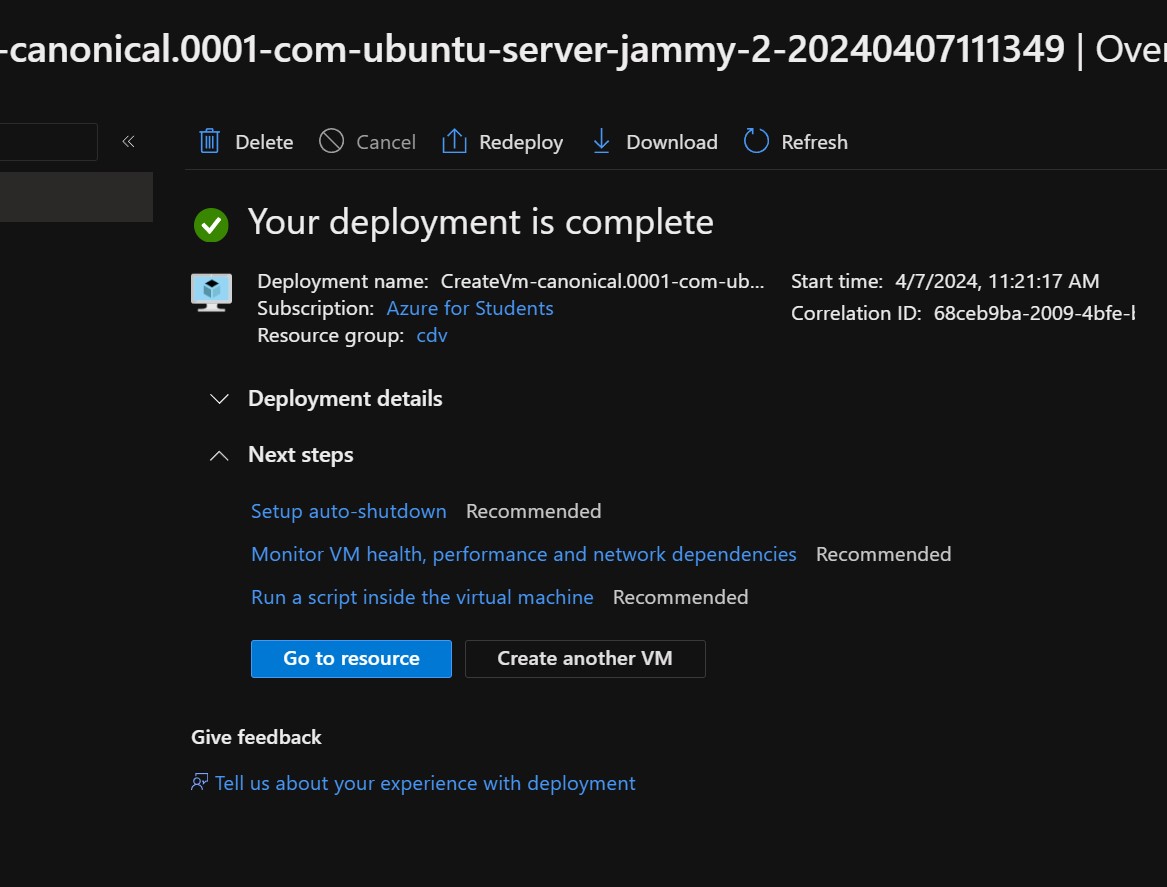 -canonical.0001-com-ubuntu-server-jammy-2-20240407111349 | Over
Delete Cancel Redeploy Download Refresh
Your deployment is complete
Deployment name: CreateVm-canonical.0001-com-ub... Start time: 4/7/2024, 11:21:17 AM
Subscription: Azure for Students Correlation ID: 68ceb9ba-2009-4bfe-
Resource group: cdv
Deployment details
Next steps
Setup auto-shutdown Recommended
Monitor VM health, performance and network dependencies Recommended
Run a script inside the virtual machine Recommended
Go to resource Create another VM
Give feedback
Tell us about your experience with deployment